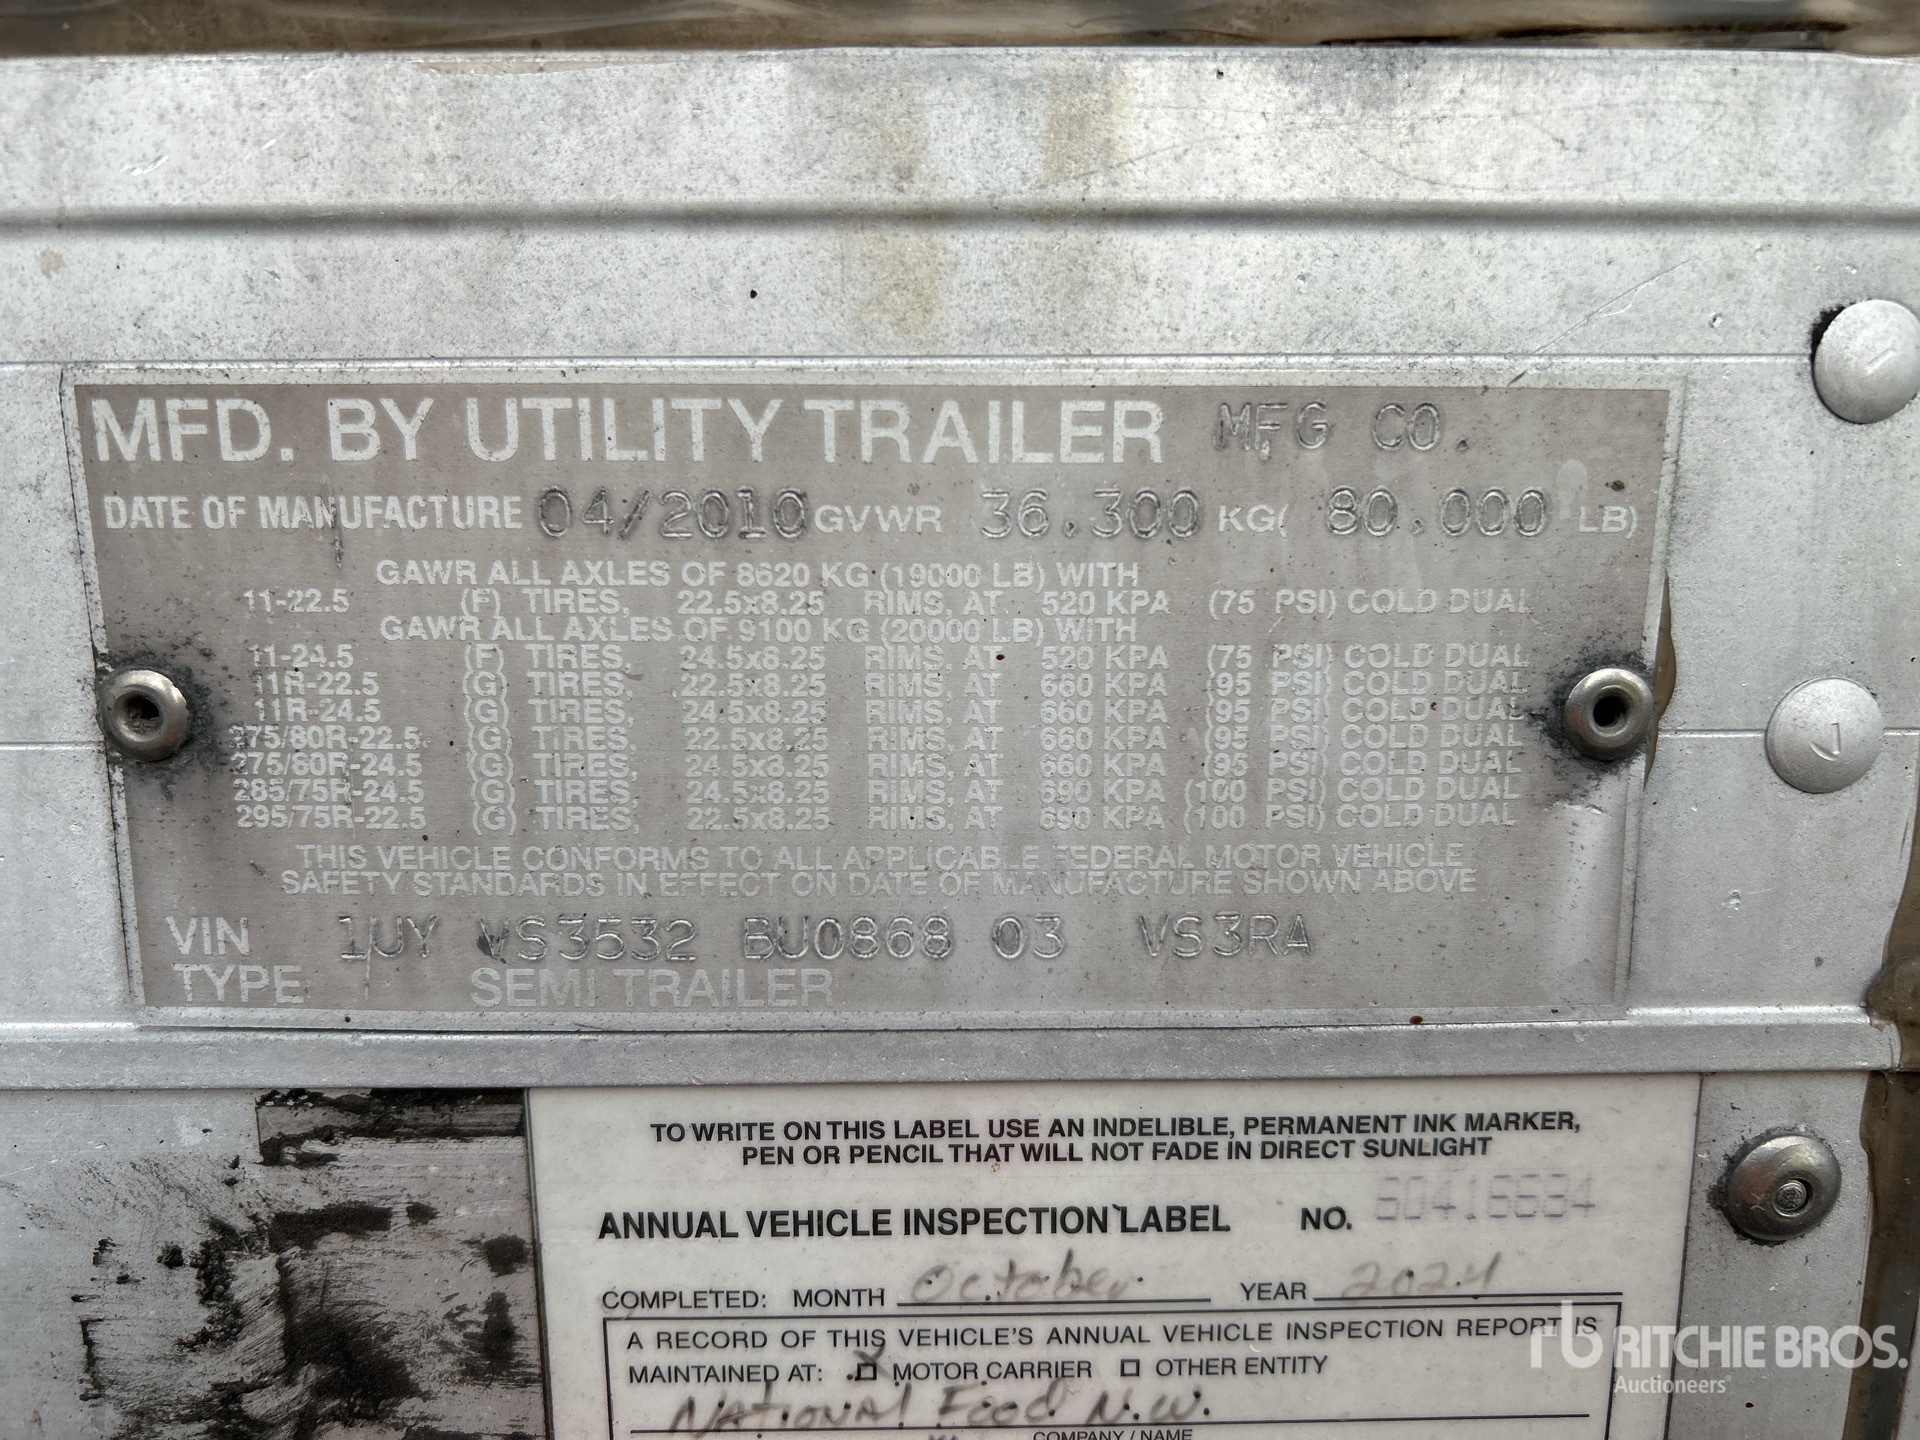 MFD. BY UTILITY TRAILER MFG CO.
DATE OF MANUFACTURE 04/2010 GVWR 36.300 KG( 80.000 LB)
GAWR ALL AXLES OF 8620 KG (19000 LB) WITH
11-22.5 (F) TIRES, 22.5x8.25 RIMS, AT 520 KPA (75 PSI) COLD DUAL
GAWR ALL AXLES OF 9100 KG (20000 LB) WITH
11-24.5 (F) TIRES, 24.5x8.25 RIMS, AT 520 KPA (75 PSI) COLD DUAL
11R-22.5 (G) TIRES, 22.5x8.25 RIMS, AT 660 KPA (95 PSI) COLD DUAL
11R-24.5 (G) TIRES, 24.5x8.25 RIMS, AT 660 KPA (95 PSI) COLD DUAL
275/80R-22.5 (G) TIRES, 22.5x8.25 RIMS, AT 660 KPA (95 PSI) COLD DUAL
275/80R-24.5 (G) TIRES, 24.5x8.25 RIMS, AT 660 KPA (95 PSI) COLD DUAL
285/75R-24.5 (G) TIRES, 24.5x8.25 RIMS, AT 690 KPA (100 PSI) COLD DUAL
295/75R-22.5 (G) TIRES, 22.5x8.25 RIMS, AT 690 KPA (100 PSI) COLD DUAL
THIS VEHICLE CONFORMS TO ALL APPLICABLE FEDERAL MOTOR VEHICLE
SAFETY STANDARDS IN EFFECT ON DATE OF MANUFACTURE SHOWN ABOVE
VIN 1UY VS3532 BU0868 03 VS3RA
TYPE SEMI TRAILER
TO WRITE ON THIS LABEL USE AN INDELIBLE, PERMANENT INK MARKER,
PEN OR PENCIL THAT WILL NOT FADE IN DIRECT SUNLIGHT
ANNUAL VEHICLE INSPECTION LABEL NO. 60416684
COMPLETED: MONTH October YEAR 2024
A RECORD OF THIS VEHICLE'S ANNUAL VEHICLE INSPECTION REPORT IS
MAINTAINED AT: MOTOR CARRIER OTHER ENTITY
National Food N.W.
COMPANY / NAME
rb RITCHIE BROS.
Auctioneers